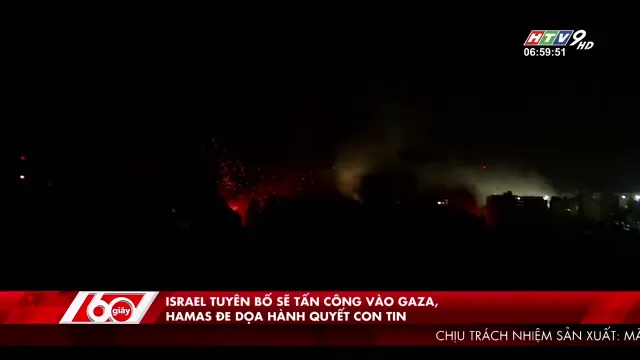 HTV9 HD
06:59:51
60 giây
ISRAEL TUYÊN BỐ SẼ TẤN CÔNG VÀO GAZA,
HAMAS ĐE DỌA HÀNH QUYẾT CON TIN
CHỊU TRÁCH NHIỆM SẢN XUẤT: